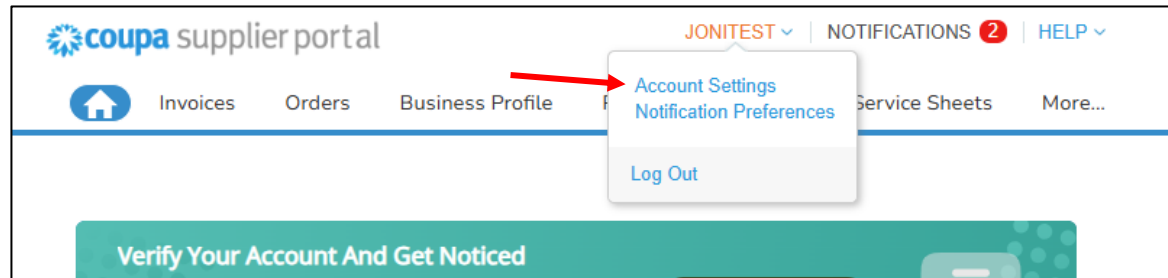 coupa supplier portal
JONITEST
NOTIFICATIONS 2
HELP
Invoices Orders Business Profile Service Sheets More...
Account Settings
Notification Preferences
Log Out
Verify Your Account And Get Noticed